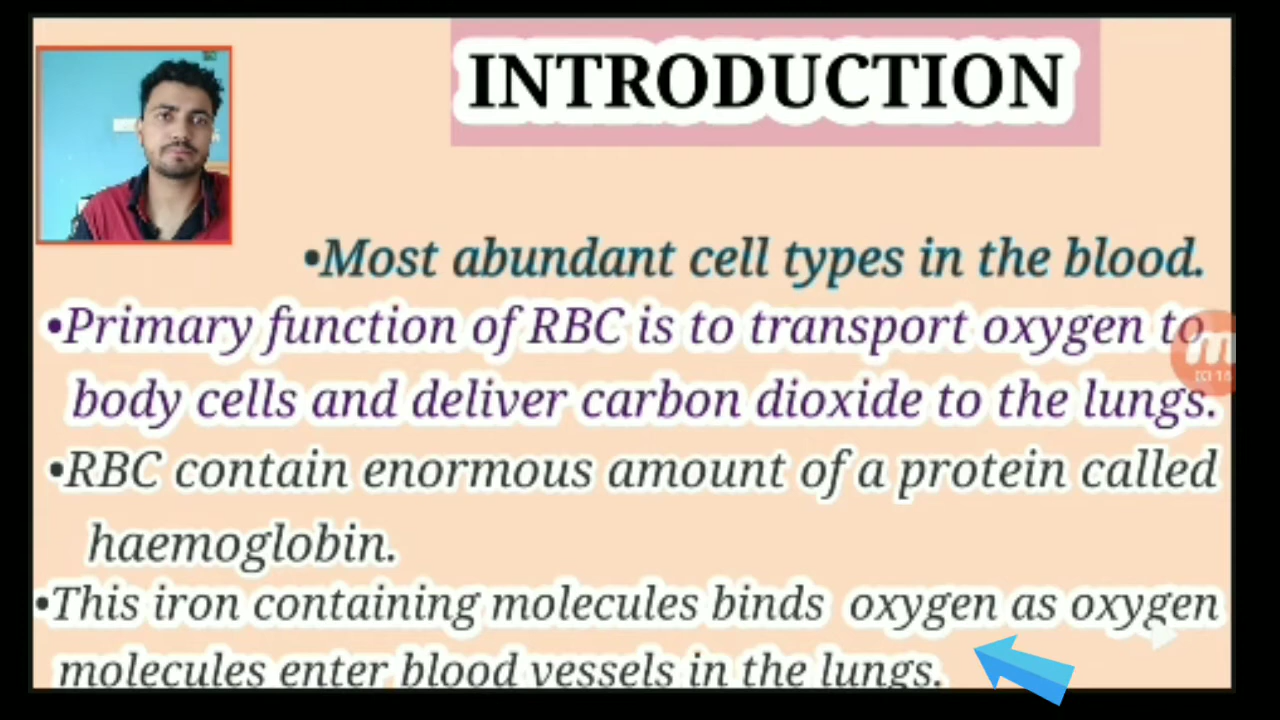 INTRODUCTION
•Most abundant cell types in the blood.
•Primary function of RBC is to transport oxygen to
body cells and deliver carbon dioxide to the lungs.
•RBC contain enormous amount of a protein called
haemoglobin.
•This iron containing molecules binds oxygen as oxygen
molecules enter blood vessels in the lungs.